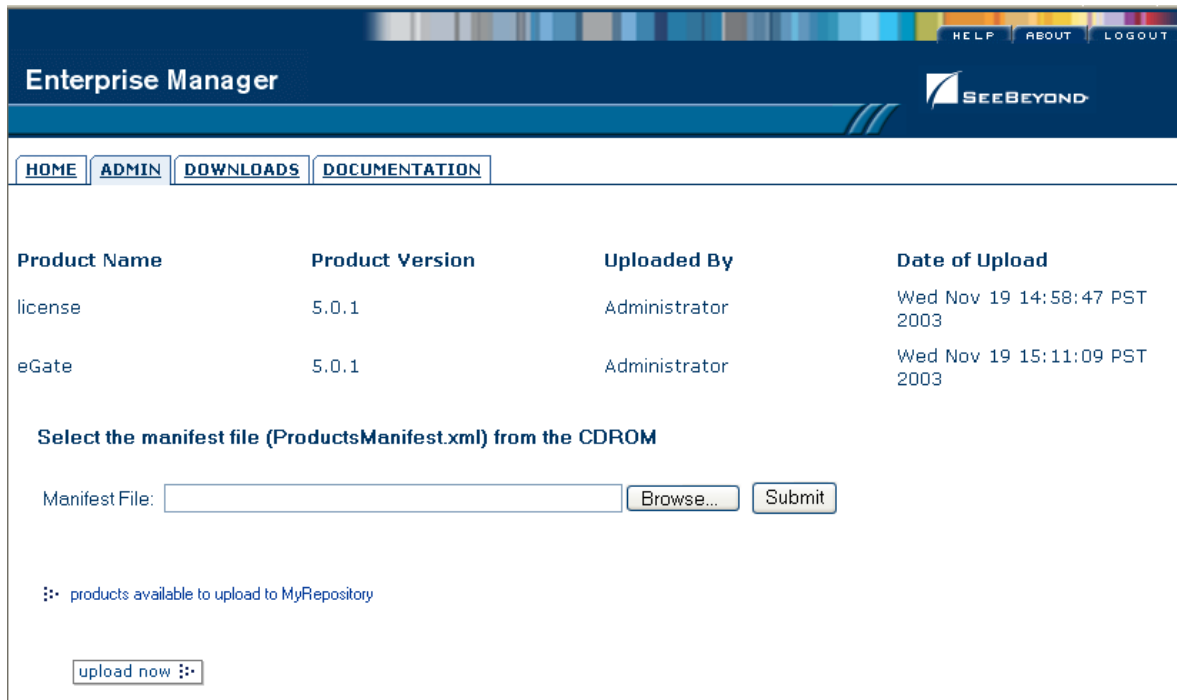 HELP ABOUT LOGOUT
Enterprise Manager
SEEBEYOND
HOME ADMIN DOWNLOADS DOCUMENTATION
Product Name Product Version Uploaded By Date of Upload
license 5.0.1 Administrator Wed Nov 19 14:58:47 PST
2003
eGate 5.0.1 Administrator Wed Nov 19 15:11:09 PST
2003
Select the manifest file (ProductsManifest.xml) from the CDROM
Manifest File: Browse... Submit
products available to upload to MyRepository
upload now